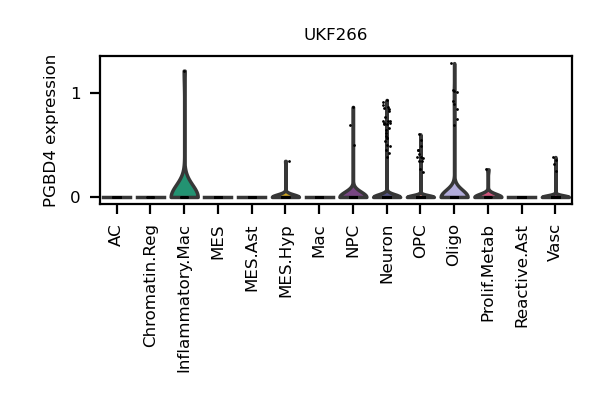 UKF266
PGBD4 expression
1
0
AC
Chromatin.Reg
Inflammatory.Mac
MES
MES.Ast
MES.Hyp
Mac
NPC
Neuron
OPC
Oligo
Prolif.Metab
Reactive.Ast
Vasc